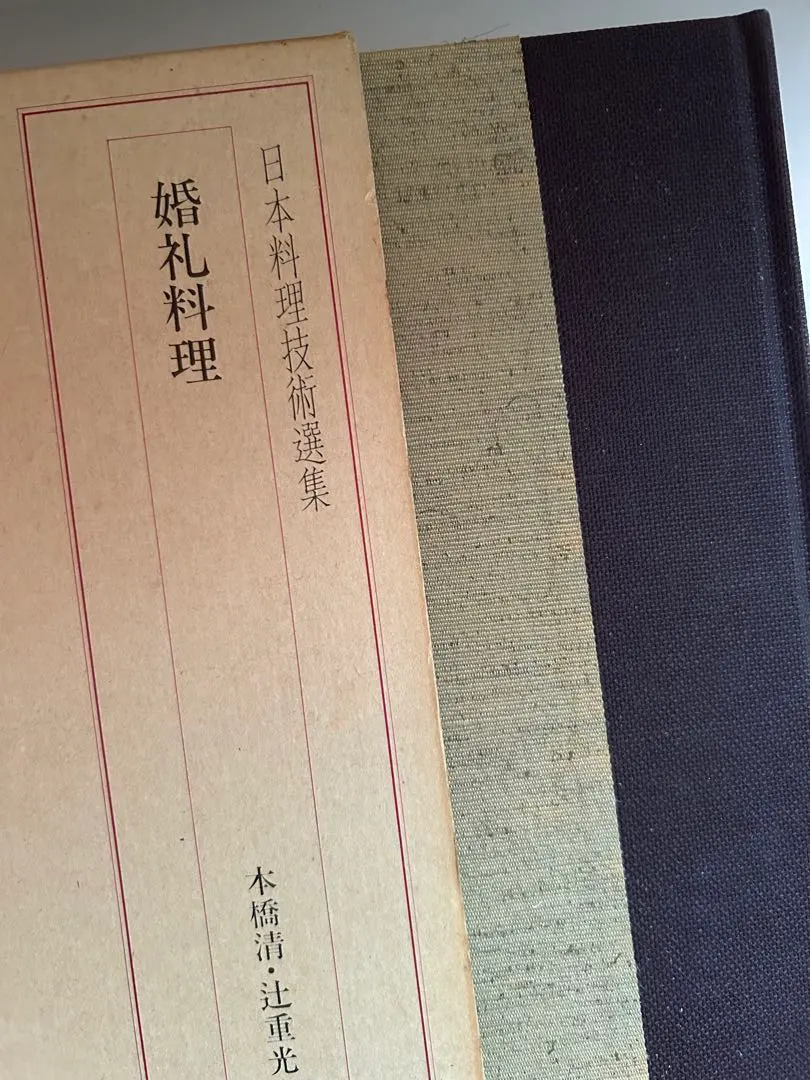 日本料理技術選集
婚礼料理
本橋清・辻重光